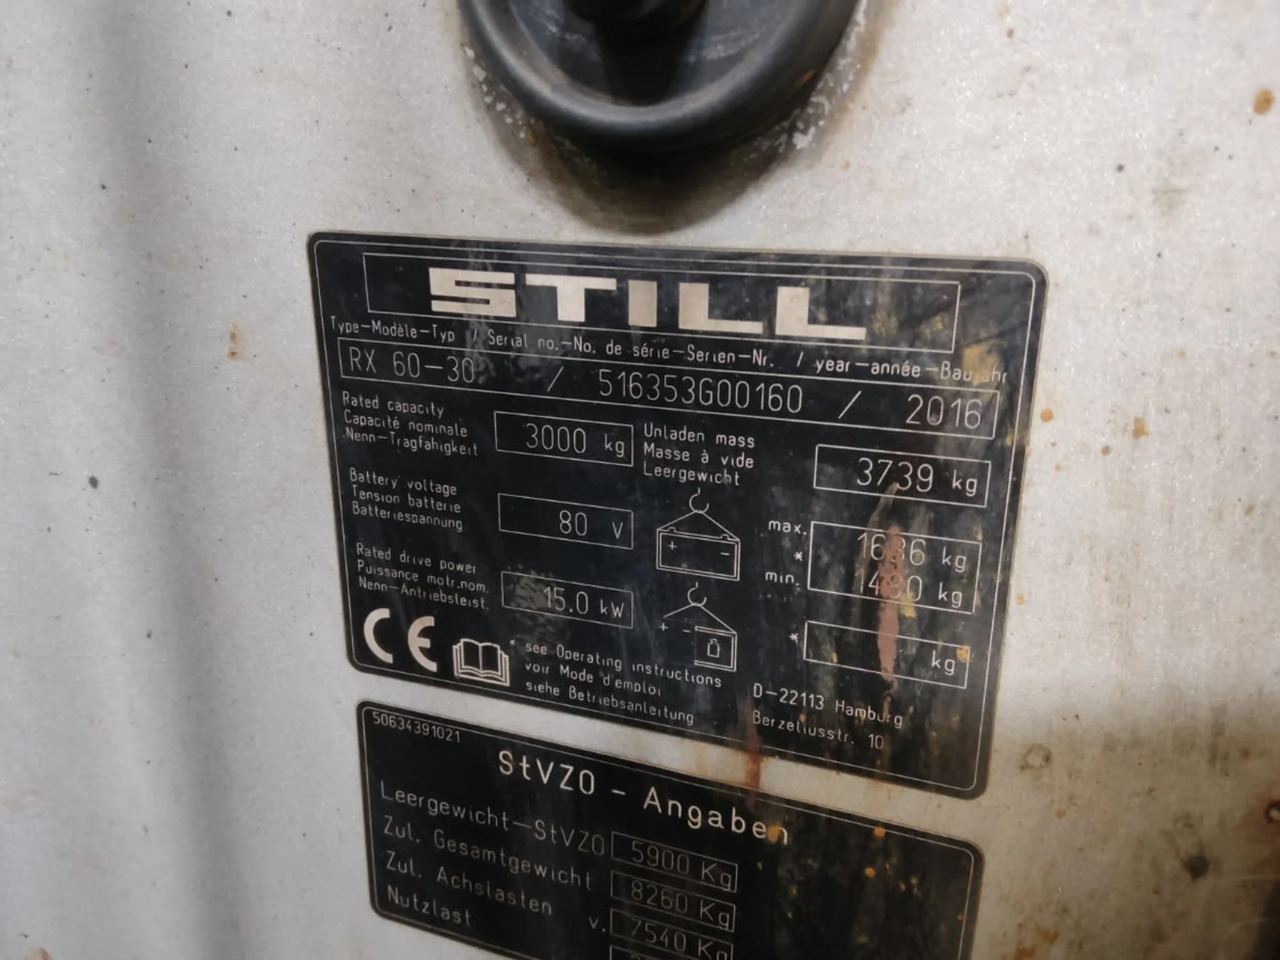 STILL
Type-Modèle-Typ / Serial no.-No. de série-Serien-Nr. / year-année-Baujahr
RX 60-30 / 516353G00160 / 2016
Rated capacity
Capacité nominale
Nenn-Tragfähigkeit
3000 kg
Unladen mass
Masse à vide
Leergewicht
3739 kg
Battery voltage
Tension batterie
Batteriespannung
80 V
+ -
max. kg
*
min. kg
Rated drive power
Puissance motr.nom.
Nenn-Antriebsleist.
15.0 kW
+ -
* kg
CE
* see Operating instructions
voir Mode d'emploi
siehe Betriebsanleitung
D-22113 Hamburg
Berzeliusstr. 10
50634391021
StVZO - Angaben
Leergewicht-StVZO 5900 Kg
Zul. Gesamtgewicht 8260 Kg
Zul. Achslasten v. 7540 Kg
Nutzlast